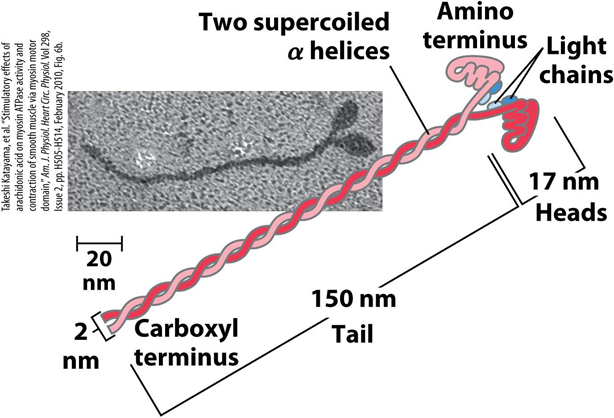 Takeshi Katayama, et al. “Stimulatory effects of
arachidonic acid on myosin ATPase activity and
contraction of smooth muscle via myosin motor
domain,” Am. J. Physiol. Heart Circ. Physiol. Vol 298,
Issue 2, pp. H505-H514, February 2010, Fig. 6b.
Two supercoiled
α helices
Amino
terminus
Light
chains
17 nm
Heads
20
nm
150 nm
Tail
2
nm
Carboxyl
terminus